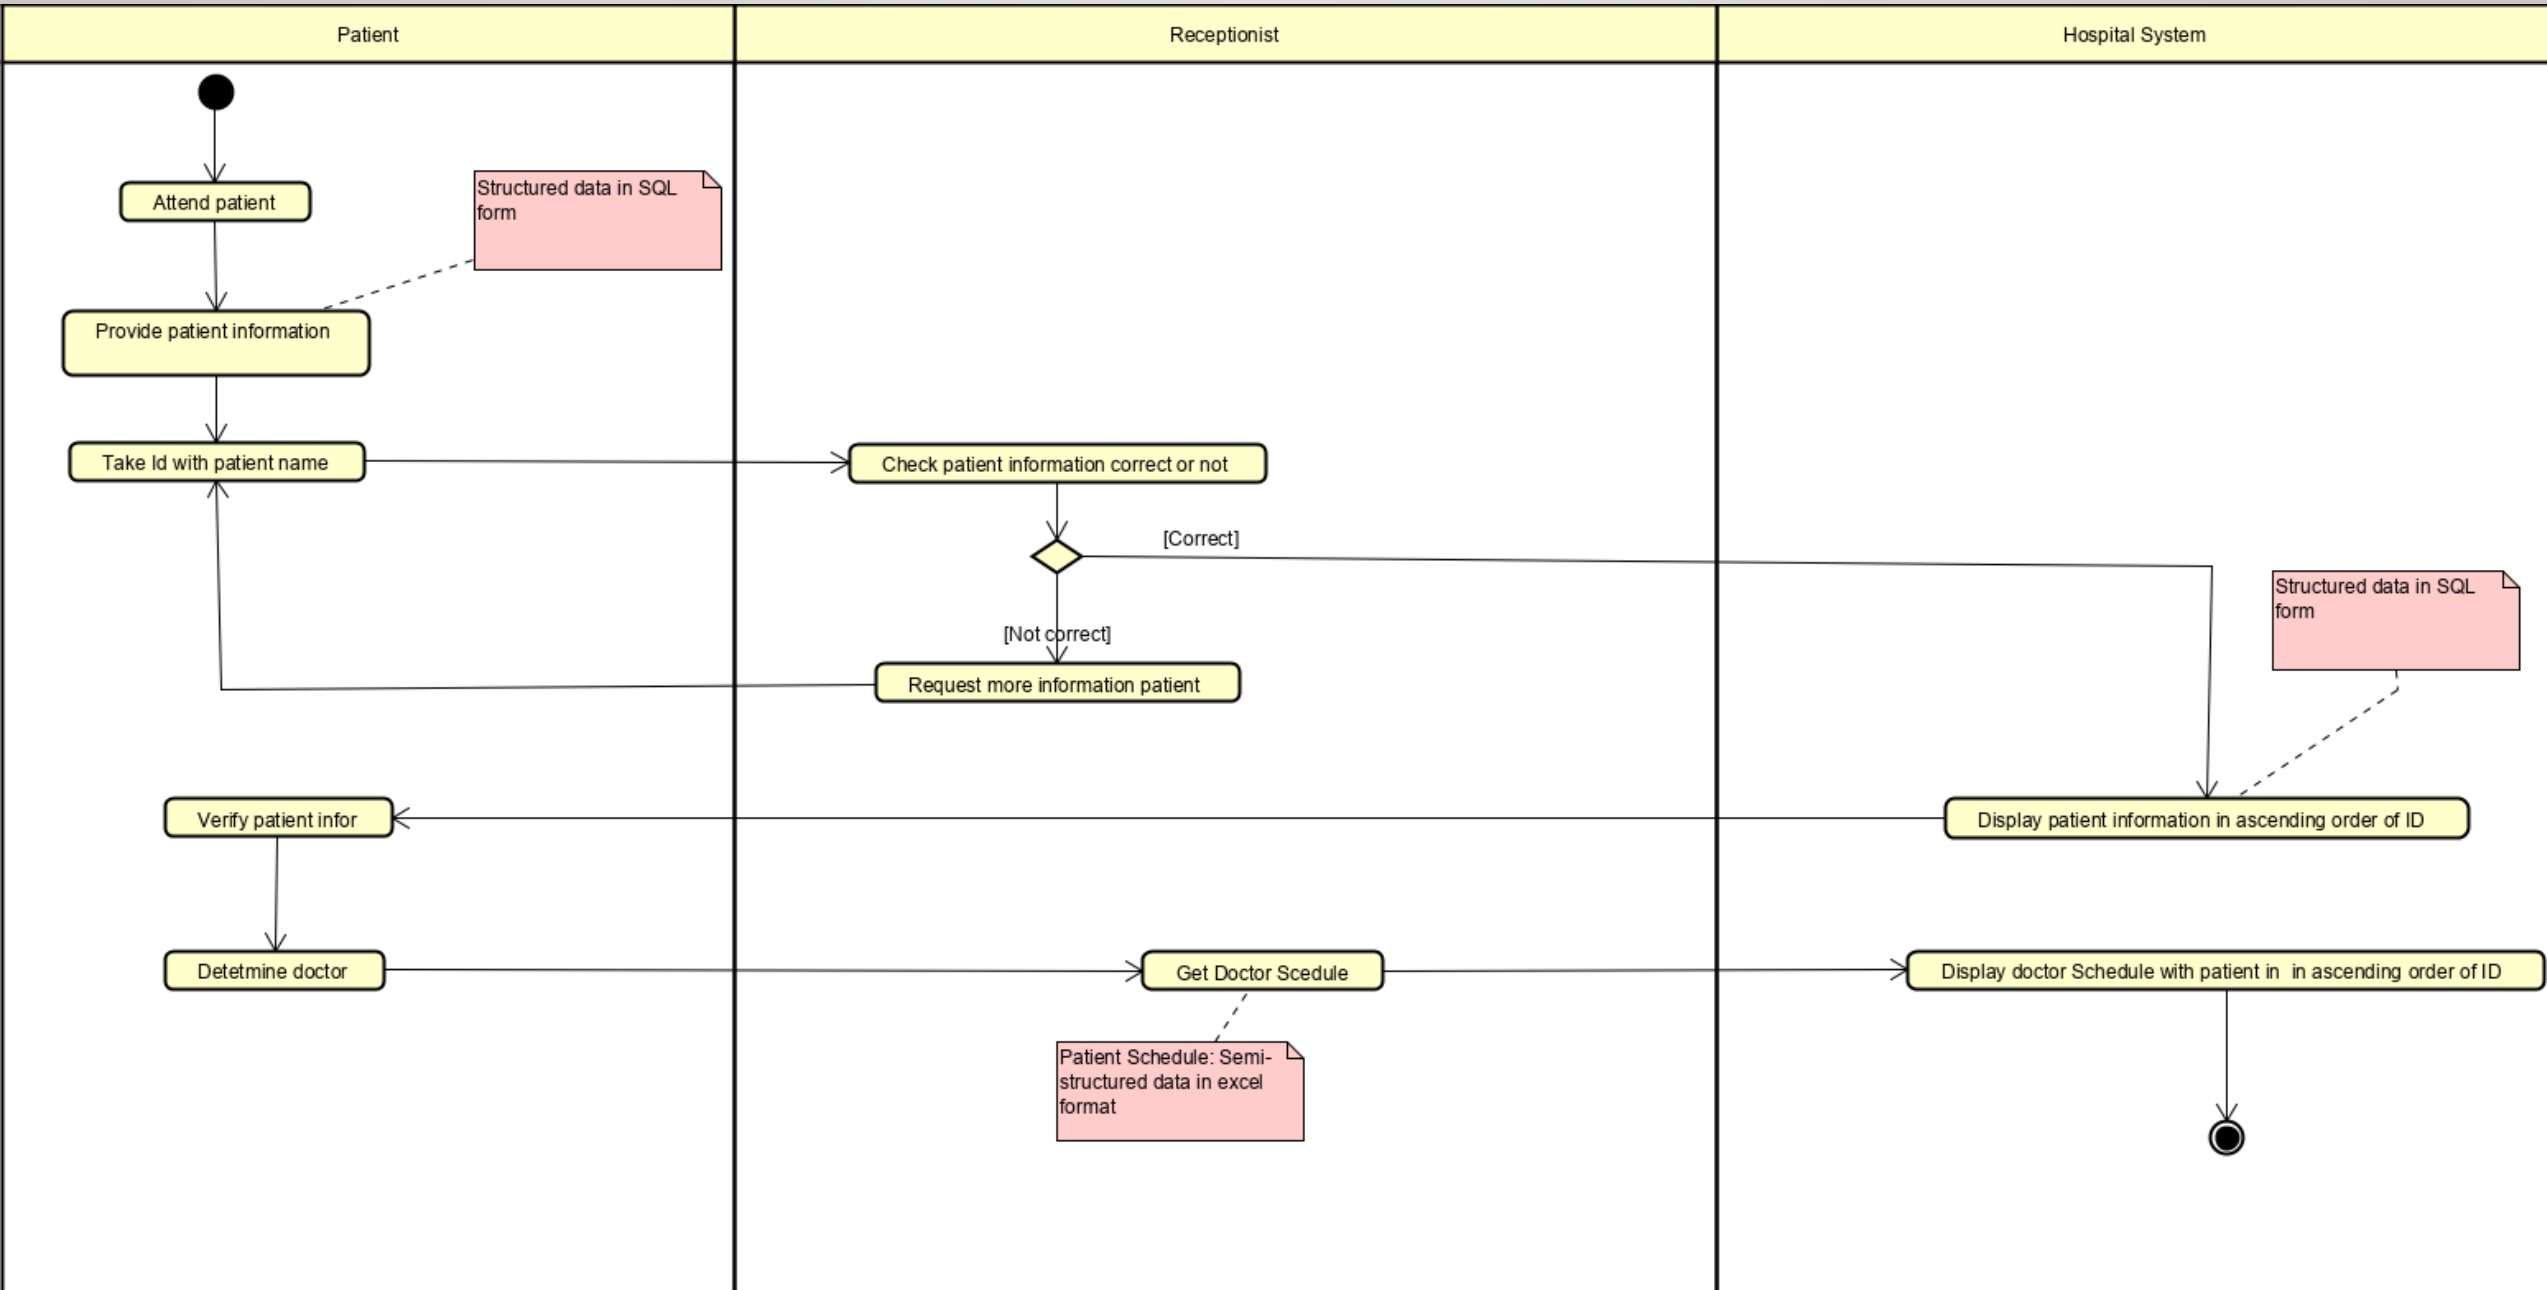 Patient
Receptionist
Hospital System
Attend patient
Structured data in SQL
form
Provide patient information
Take Id with patient name
Check patient information correct or not
[Correct]
Structured data in SQL
form
[Not correct]
Request more information patient
Verify patient infor
Display patient information in ascending order of ID
Detetmine doctor
Get Doctor Scedule
Display doctor Schedule with patient in  in ascending order of ID
Patient Schedule: Semi-
structured data in excel
format